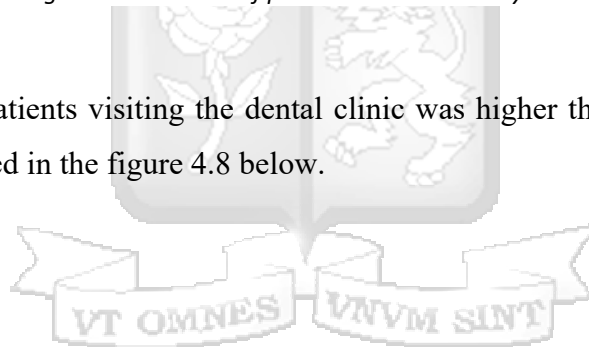 atients visiting the dental clinic was higher th
ed in the figure 4.8 below.
VT OMNES VNVM SINT